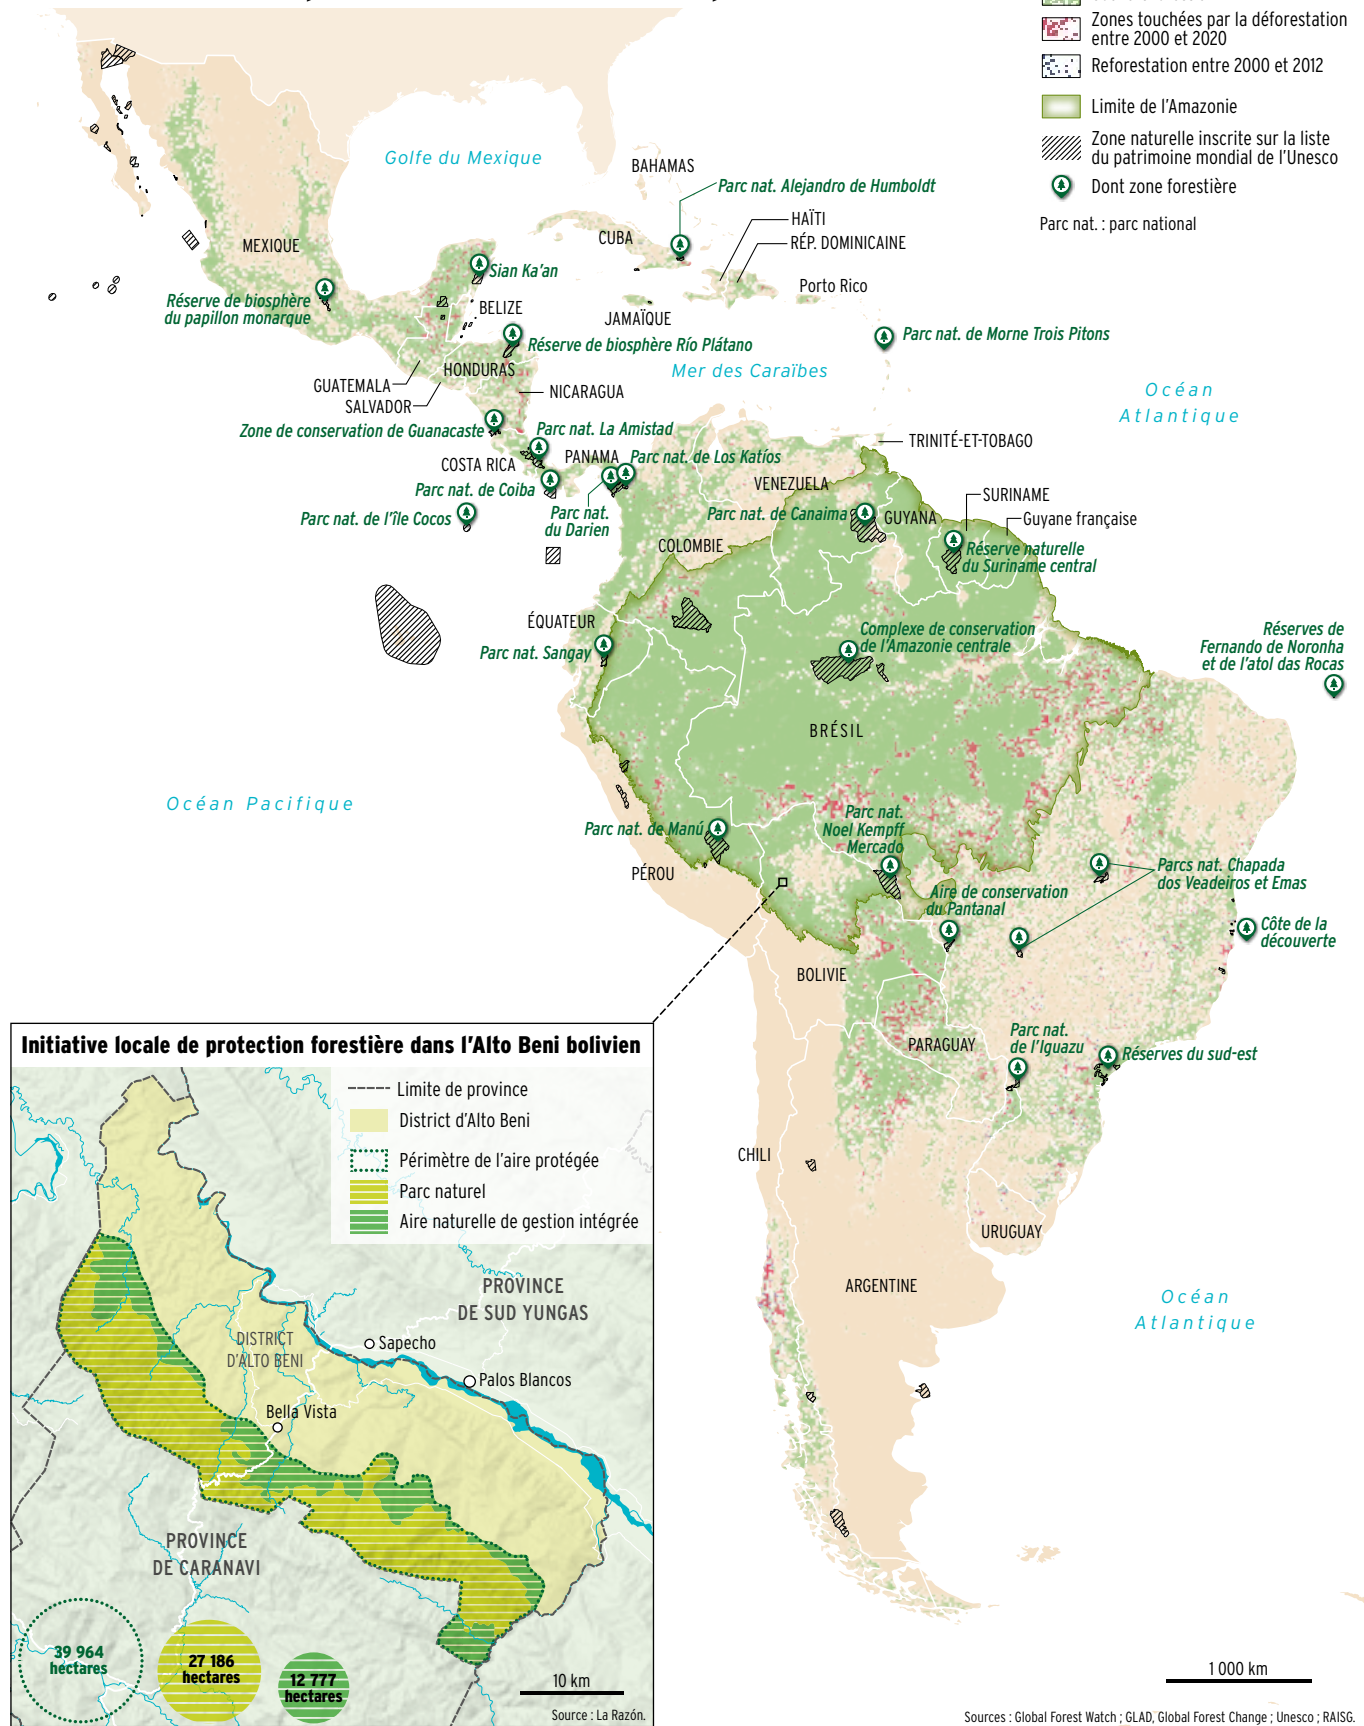 Zones touchées par la déforestation
entre 2000 et 2020
Reforestation entre 2000 et 2012
Limite de l'Amazonie
Zone naturelle inscrite sur la liste
du patrimoine mondial de l'Unesco
Dont zone forestière
Parc nat. : parc national
Golfe du Mexique
BAHAMAS
Parc nat. Alejandro de Humboldt
HAÏTI
CUBA
RÉP. DOMINICAINE
MEXIQUE
Sian Ka'an
Porto Rico
Réserve de biosphère
du papillon monarque
BELIZE
JAMAÏQUE
Parc nat. de Morne Trois Pitons
Réserve de biosphère Río Plátano
Mer des Caraïbes
HONDURAS
GUATEMALA
NICARAGUA
SALVADOR
Océan
Atlantique
Zone de conservation de Guanacaste
Parc nat. La Amistad
TRINITÉ-ET-TOBAGO
COSTA RICA
PANAMA
Parc nat. de Los Katíos
VENEZUELA
Parc nat. de Coiba
SURINAME
Parc nat. de l'île Cocos
Parc nat.
du Darien
Parc nat. de Canaima
GUYANA
Guyane française
COLOMBIE
Réserve naturelle
du Suriname central
ÉQUATEUR
Parc nat. Sangay
Complexe de conservation
de l'Amazonie centrale
Réserves de
Fernando de Noronha
et de l'atol das Rocas
BRÉSIL
Océan Pacifique
Parc nat. de Manú
Parc nat.
Noel Kempff
Mercado
PÉROU
Parcs nat. Chapada
dos Veadeiros et Emas
Aire de conservation
du Pantanal
Côte de la
découverte
BOLIVIE
Parc nat.
de l'Iguazu
PARAGUAY
Réserves du sud-est
CHILI
URUGUAY
ARGENTINE
Océan
Atlantique
Initiative locale de protection forestière dans l'Alto Beni bolivien
Limite de province
District d'Alto Beni
Périmètre de l'aire protégée
Parc naturel
Aire naturelle de gestion intégrée
PROVINCE
DE SUD YUNGAS
DISTRICT
D'ALTO BENI
Sapecho
Palos Blancos
Bella Vista
PROVINCE
DE CARANAVI
39 964
hectares
27 186
hectares
12 777
hectares
10 km
Source : La Razón.
1 000 km
Sources : Global Forest Watch ; GLAD, Global Forest Change ; Unesco ; RAISG.